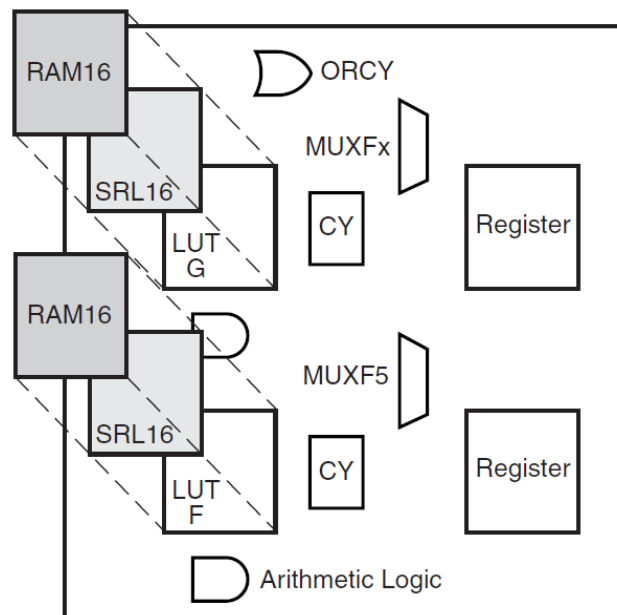 RAM16
ORCY
MUXFx
SRL16
CY
Register
LUT
G
RAM16
MUXF5
SRL16
CY
Register
LUT
F
Arithmetic Logic